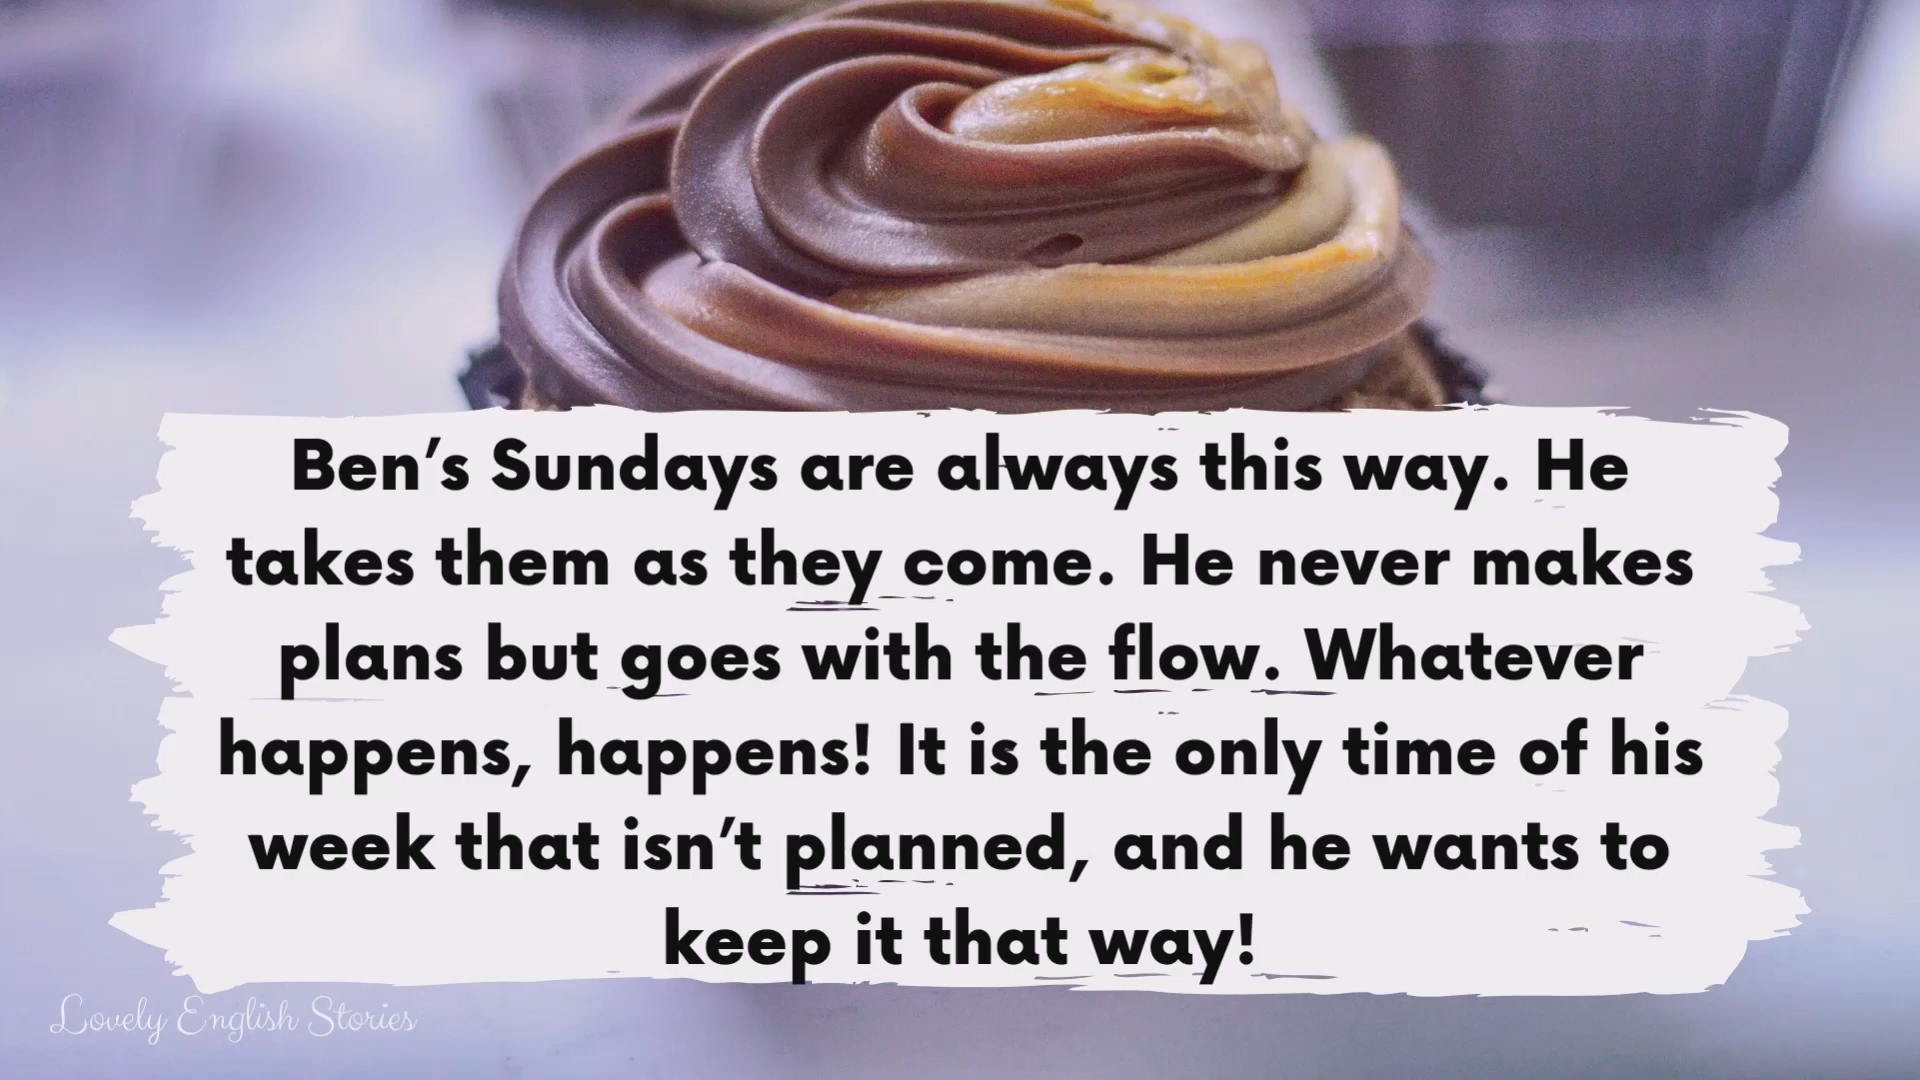 Ben’s Sundays are always this way. He
takes them as they come. He never makes
plans but goes with the flow. Whatever
happens, happens! It is the only time of his
week that isn’t planned, and he wants to
keep it that way!
Lovely English Stories